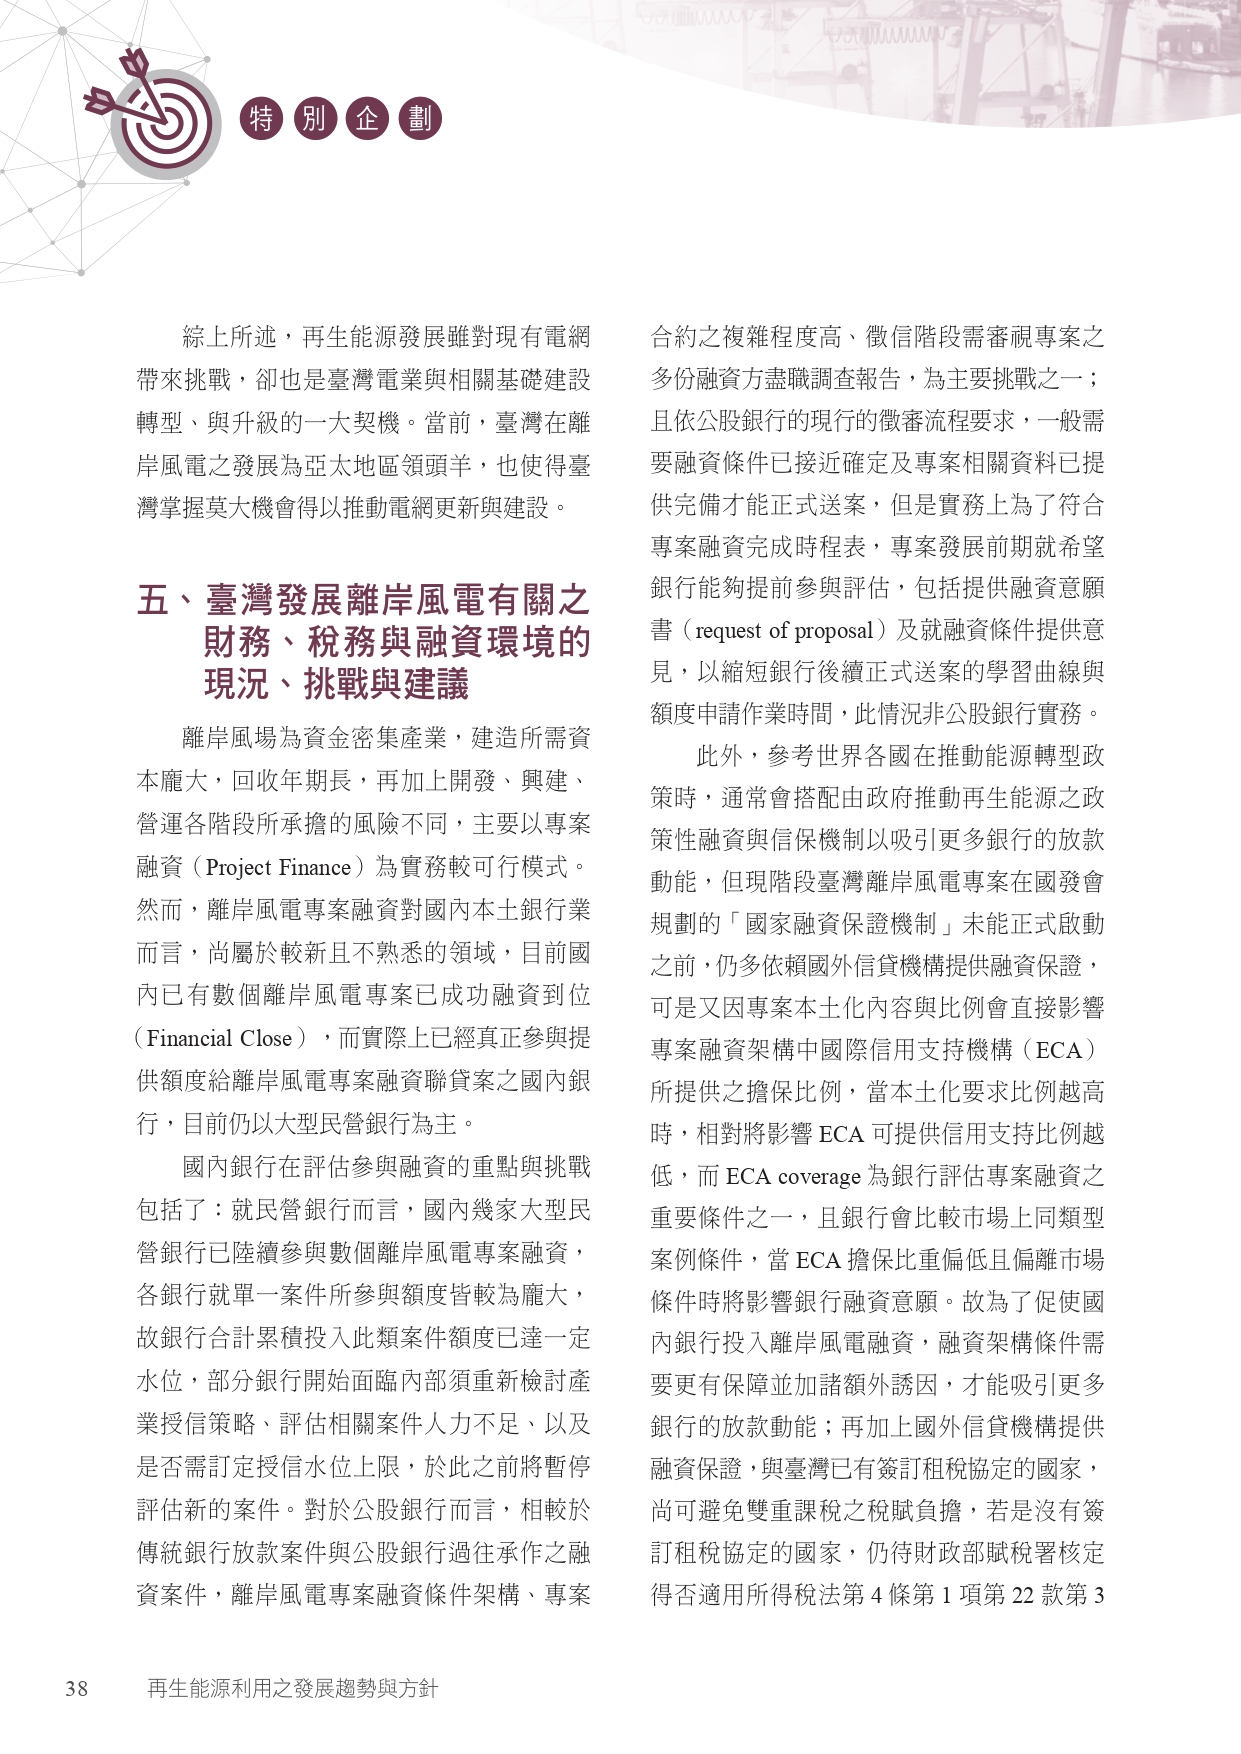 特別企劃
綜上所述，再生能源發展雖對現有電網
帶來挑戰，卻也是臺灣電業與相關基礎建設
轉型、與升級的一大契機。當前，臺灣在離
岸風電之發展為亞太地區領頭羊，也使得臺
灣掌握莫大機會得以推動電網更新與建設。
五、臺灣發展離岸風電有關之
財務、稅務與融資環境的
現況、挑戰與建議
離岸風場為資金密集產業，建造所需資
本龐大，回收年期長，再加上開發、興建、
營運各階段所承擔的風險不同，主要以專案
融資（Project Finance）為實務較可行模式。
然而，離岸風電專案融資對國內本土銀行業
而言，尚屬於較新且不熟悉的領域，目前國
內已有數個離岸風電專案已成功融資到位
（Financial Close），而實際上已經真正參與提
供額度給離岸風電專案融資聯貸案之國內銀
行，目前仍以大型民營銀行為主。
國內銀行在評估參與融資的重點與挑戰
包括了：就民營銀行而言，國內幾家大型民
營銀行已陸續參與數個離岸風電專案融資，
各銀行就單一案件所參與額度皆較為龐大，
故銀行合計累積投入此類案件額度已達一定
水位，部分銀行開始面臨內部須重新檢討產
業授信策略、評估相關案件人力不足、以及
是否需訂定授信水位上限，於此之前將暫停
評估新的案件。對於公股銀行而言，相較於
傳統銀行放款案件與公股銀行過往承作之融
資案件，離岸風電專案融資條件架構、專案
合約之複雜程度高、徵信階段需審視專案之
多份融資方盡職調查報告，為主要挑戰之一；
且依公股銀行的現行的徵審流程要求，一般需
要融資條件已接近確定及專案相關資料已提
供完備才能正式送案，但是實務上為了符合
專案融資完成時程表，專案發展前期就希望
銀行能夠提前參與評估，包括提供融資意願
書（request of proposal）及就融資條件提供意
見，以縮短銀行後續正式送案的學習曲線與
額度申請作業時間，此情況非公股銀行實務。
此外，參考世界各國在推動能源轉型政
策時，通常會搭配由政府推動再生能源之政
策性融資與信保機制以吸引更多銀行的放款
動能，但現階段臺灣離岸風電專案在國發會
規劃的「國家融資保證機制」未能正式啟動
之前，仍多依賴國外信貸機構提供融資保證，
可是又因專案本土化內容與比例會直接影響
專案融資架構中國際信用支持機構（ECA）
所提供之擔保比例，當本土化要求比例越高
時，相對將影響 ECA 可提供信用支持比例越
低，而 ECA coverage 為銀行評估專案融資之
重要條件之一，且銀行會比較市場上同類型
案例條件，當 ECA 擔保比重偏低且偏離市場
條件時將影響銀行融資意願。故為了促使國
內銀行投入離岸風電融資，融資架構條件需
要更有保障並加諸額外誘因，才能吸引更多
銀行的放款動能；再加上國外信貸機構提供
融資保證，與臺灣已有簽訂租稅協定的國家，
尚可避免雙重課稅之稅賦負擔，若是沒有簽
訂租稅協定的國家，仍待財政部賦稅署核定
得否適用所得稅法第 4 條第 1 項第 22 款第 3
38 再生能源利用之發展趨勢與方針